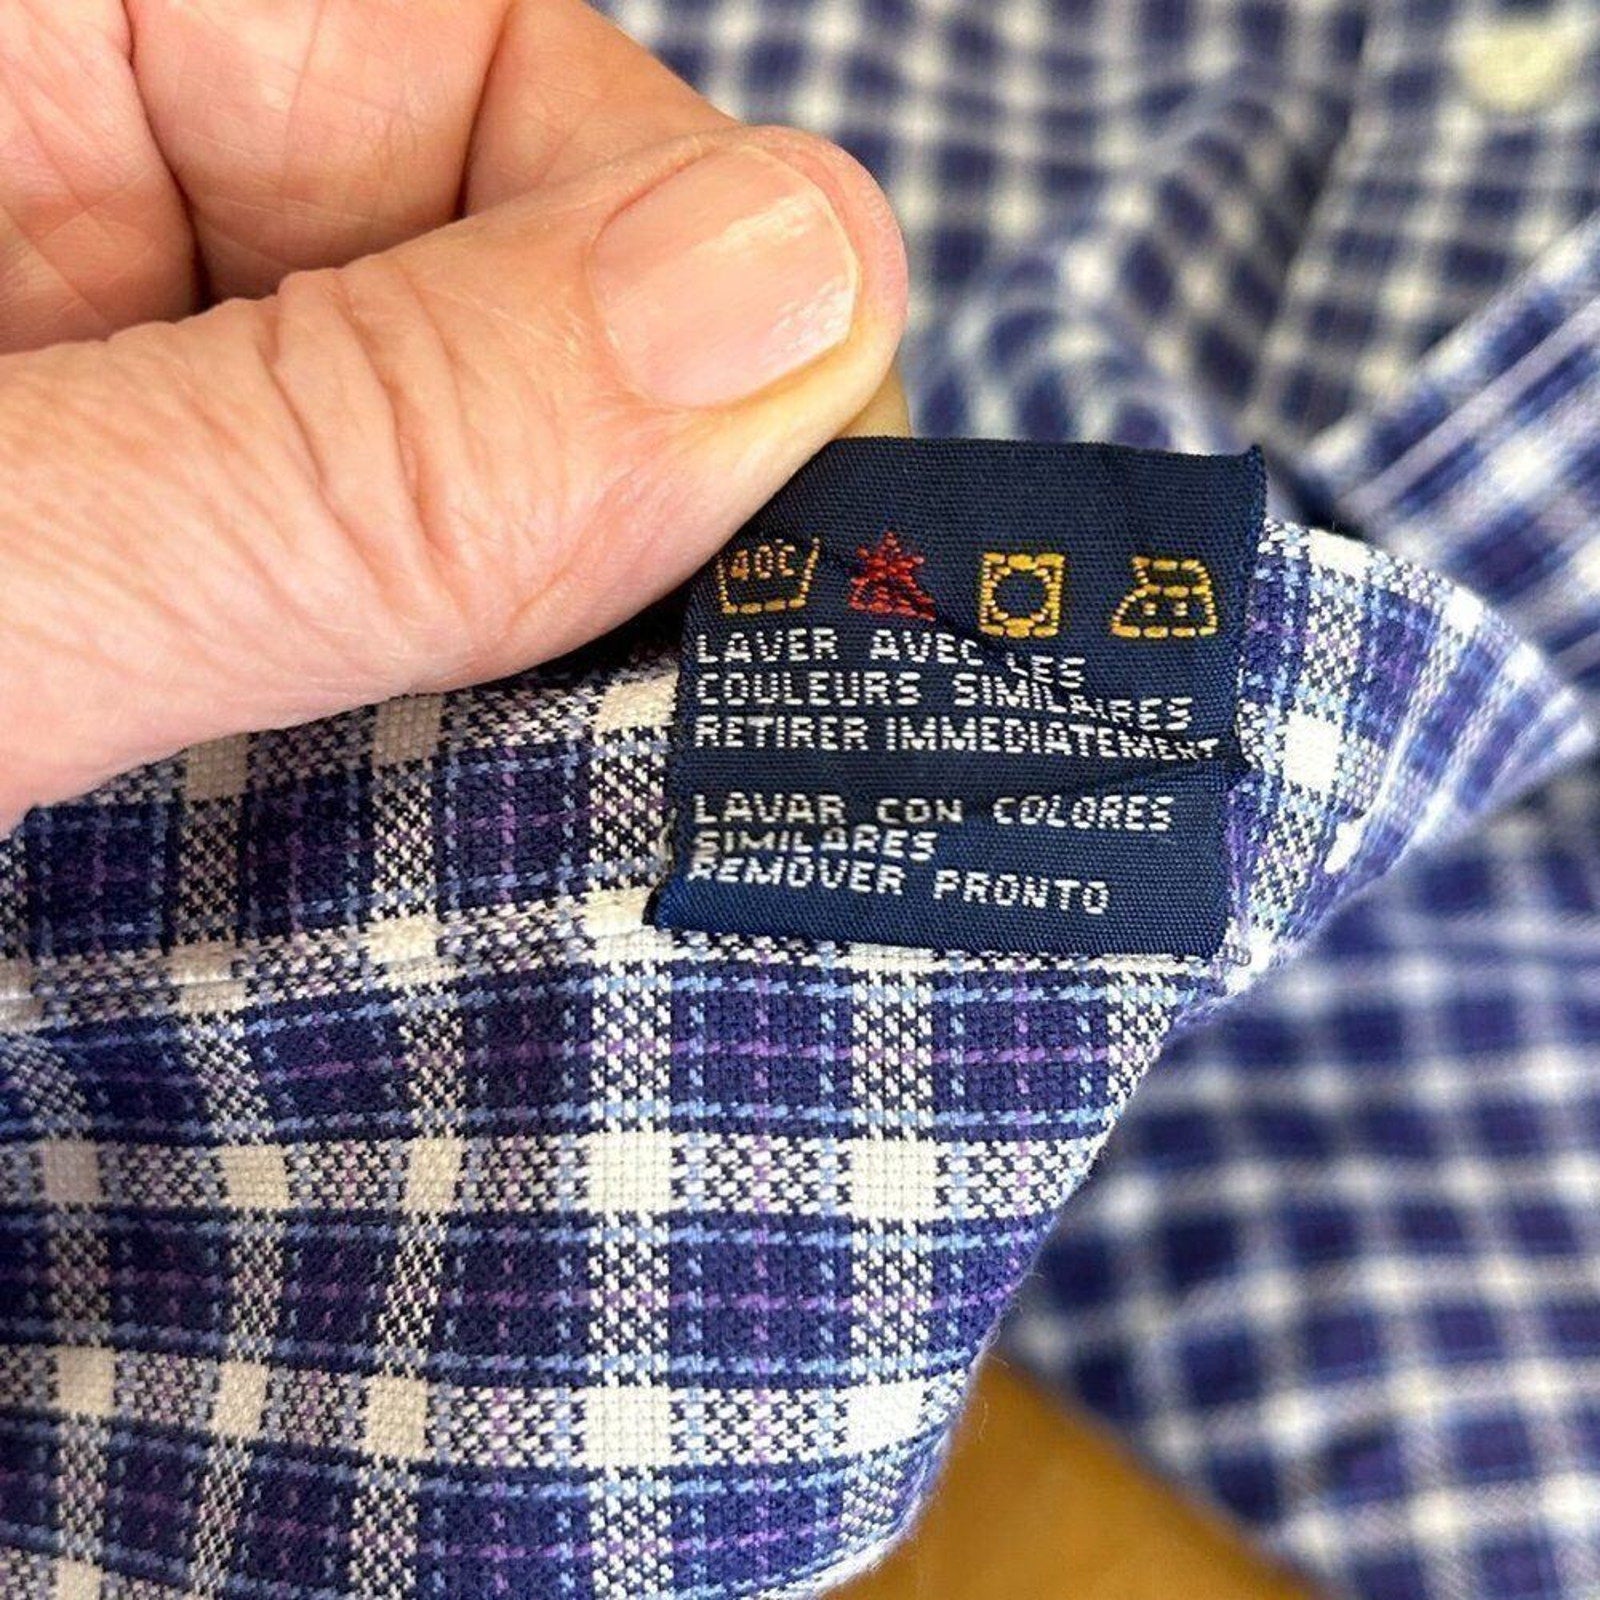 40C
LAVER AVEC LES
COULEURS SIMILAIRES
RETIRER IMMEDIATEMENT
LAVAR CON COLORES
SIMILARES
REMOVER PRONTO